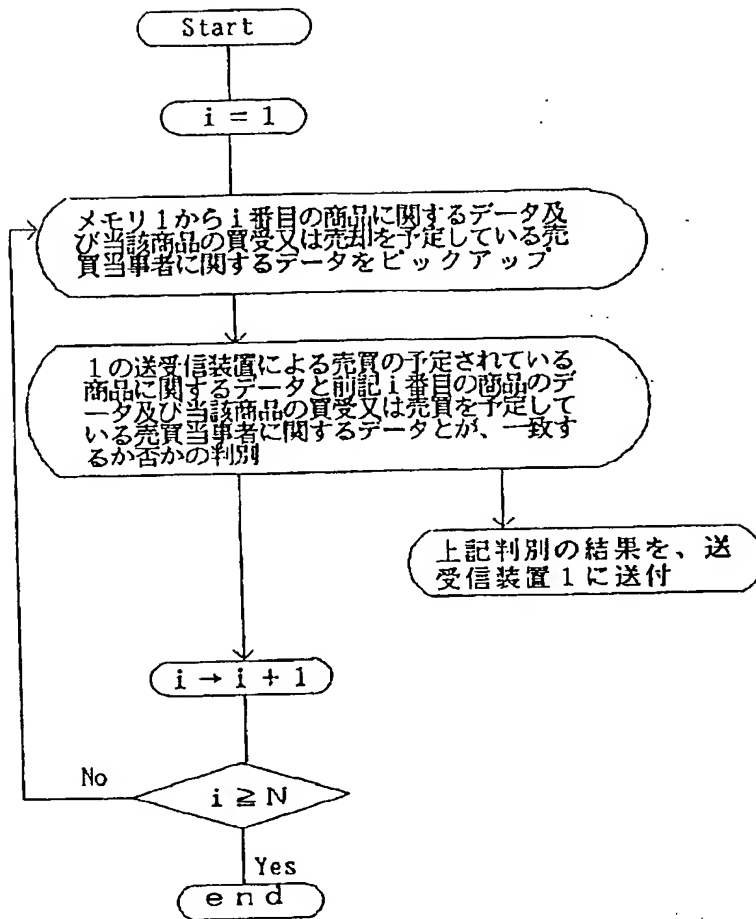 Start
i = 1
メモリ1からi番目の商品に関するデータ及
び当該商品の買受又は売却を予定している売
買当事者に関するデータをピックアップ
1の送受信装置による売買の予定されている
商品に関するデータと前記i番目の商品のデ
ータ及び当該商品の買受又は売買を予定して
いる売買当事者に関するデータとが、一致す
るか否かの判別
上記判別の結果を、送
受信装置1に送付
i → i + 1
No
i ≧ N
Yes
end